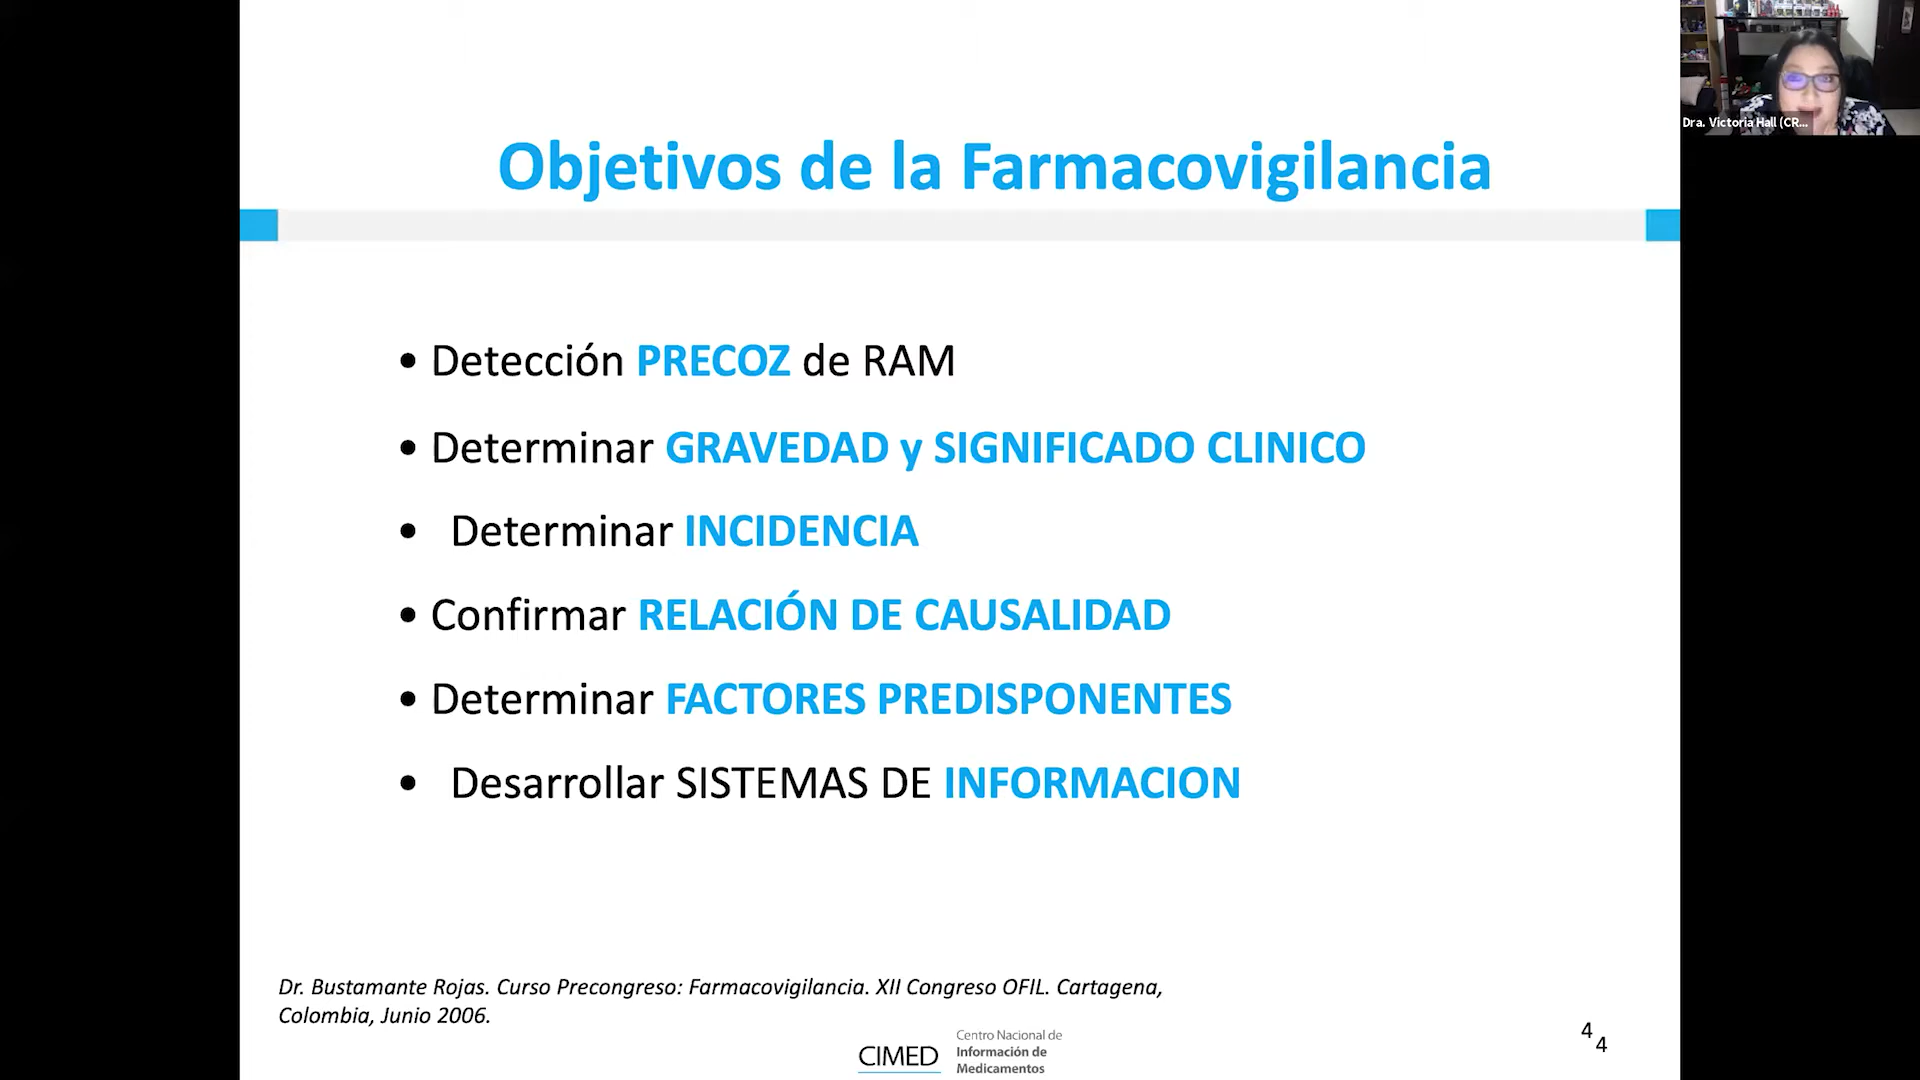 Dra. Victoria Hall (CR...
Objetivos de la Farmacovigilancia
• Detección PRECOZ de RAM
• Determinar GRAVEDAD y SIGNIFICADO CLINICO
• Determinar INCIDENCIA
• Confirmar RELACIÓN DE CAUSALIDAD
• Determinar FACTORES PREDISPONENTES
• Desarrollar SISTEMAS DE INFORMACION
Dr. Bustamante Rojas. Curso Precongreso: Farmacovigilancia. XII Congreso OFIL. Cartagena,
Colombia, Junio 2006.
CIMED
Centro Nacional de
Información de
Medicamentos
4
4